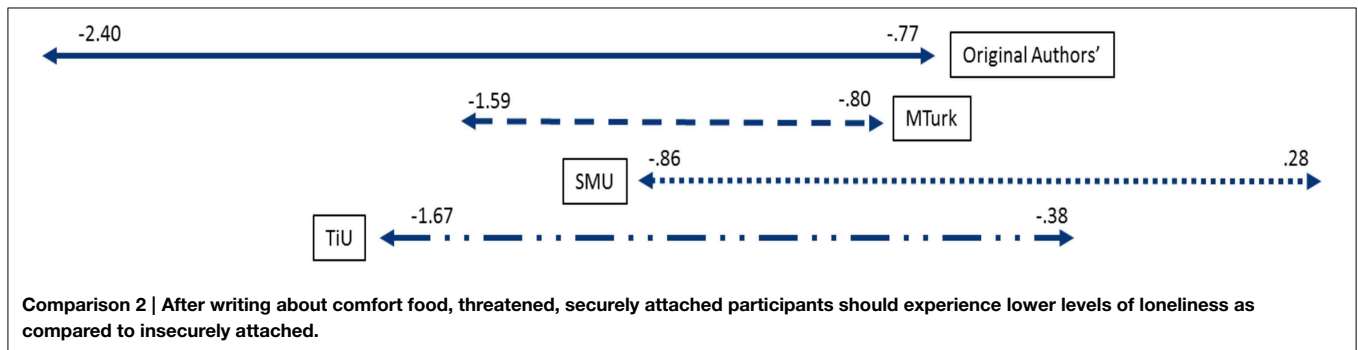 -2.40 -.77
Original Authors'
-1.59 -.80
MTurk
-.86 .28
SMU
-1.67 -.38
TiU
Comparison 2 | After writing about comfort food, threatened, securely attached participants should experience lower levels of loneliness as
compared to insecurely attached.